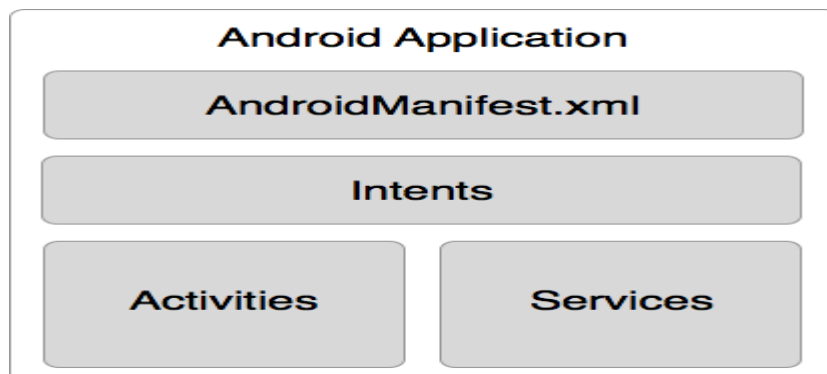 Android Application
AndroidManifest.xml
Intents
Activities
Services